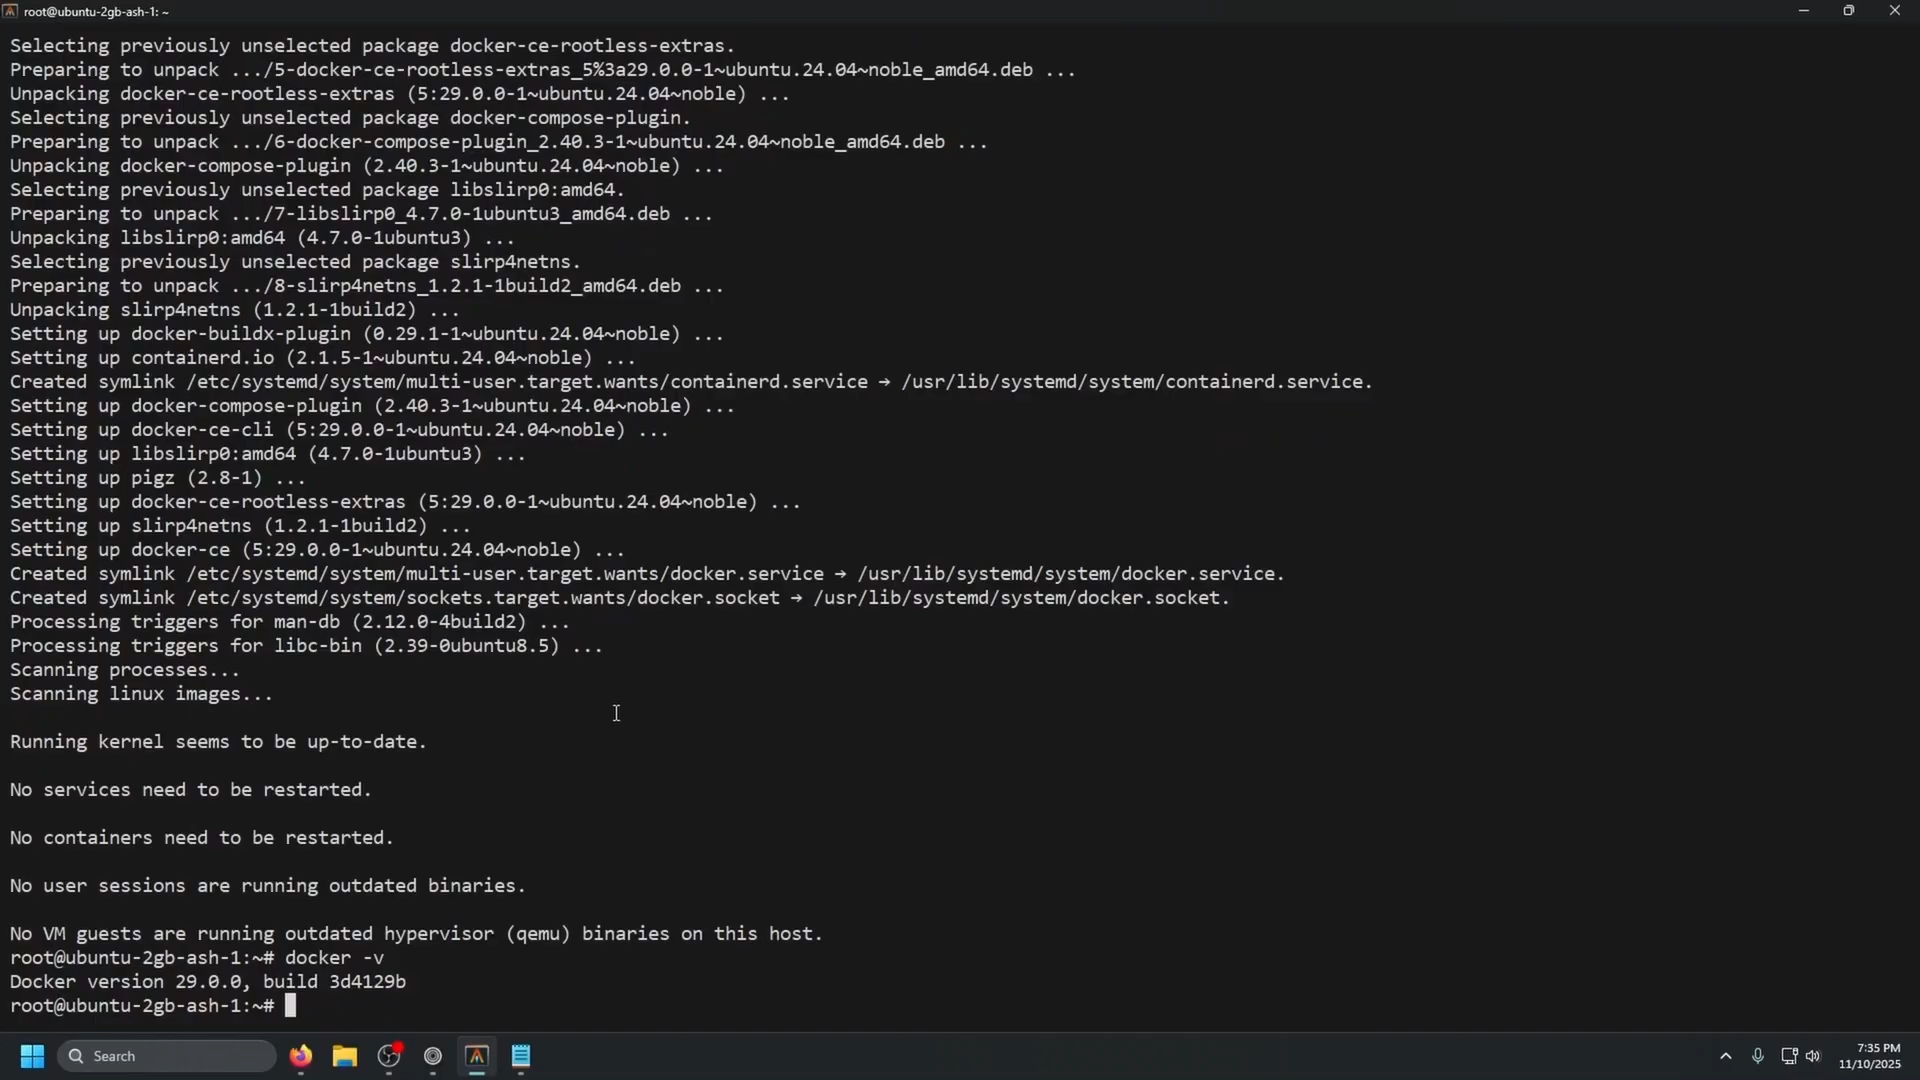 root@ubuntu-2gb-ash-1: ~
Selecting previously unselected package docker-ce-rootless-extras.
Preparing to unpack .../5-docker-ce-rootless-extras_5%3a29.0.0-1~ubuntu.24.04~noble_amd64.deb ...
Unpacking docker-ce-rootless-extras (5:29.0.0-1~ubuntu.24.04~noble) ...
Selecting previously unselected package docker-compose-plugin.
Preparing to unpack .../6-docker-compose-plugin_2.40.3-1~ubuntu.24.04~noble_amd64.deb ...
Unpacking docker-compose-plugin (2.40.3-1~ubuntu.24.04~noble) ...
Selecting previously unselected package libslirp0:amd64.
Preparing to unpack .../7-libslirp0_4.7.0-1ubuntu3_amd64.deb ...
Unpacking libslirp0:amd64 (4.7.0-1ubuntu3) ...
Selecting previously unselected package slirp4netns.
Preparing to unpack .../8-slirp4netns_1.2.1-1build2_amd64.deb ...
Unpacking slirp4netns (1.2.1-1build2) ...
Setting up docker-buildx-plugin (0.29.1-1~ubuntu.24.04~noble) ...
Setting up containerd.io (2.1.5-1~ubuntu.24.04~noble) ...
Created symlink /etc/systemd/system/multi-user.target.wants/containerd.service → /usr/lib/systemd/system/containerd.service.
Setting up docker-compose-plugin (2.40.3-1~ubuntu.24.04~noble) ...
Setting up docker-ce-cli (5:29.0.0-1~ubuntu.24.04~noble) ...
Setting up libslirp0:amd64 (4.7.0-1ubuntu3) ...
Setting up pigz (2.8-1) ...
Setting up docker-ce-rootless-extras (5:29.0.0-1~ubuntu.24.04~noble) ...
Setting up slirp4netns (1.2.1-1build2) ...
Setting up docker-ce (5:29.0.0-1~ubuntu.24.04~noble) ...
Created symlink /etc/systemd/system/multi-user.target.wants/docker.service → /usr/lib/systemd/system/docker.service.
Created symlink /etc/systemd/system/sockets.target.wants/docker.socket → /usr/lib/systemd/system/docker.socket.
Processing triggers for man-db (2.12.0-4build2) ...
Processing triggers for libc-bin (2.39-0ubuntu8.5) ...
Scanning processes...
Scanning linux images...
Running kernel seems to be up-to-date.
No services need to be restarted.
No containers need to be restarted.
No user sessions are running outdated binaries.
No VM guests are running outdated hypervisor (qemu) binaries on this host.
root@ubuntu-2gb-ash-1:~# docker -v
Docker version 29.0.0, build 3d4129b
root@ubuntu-2gb-ash-1:~#
Search
7:35 PM
11/10/2025